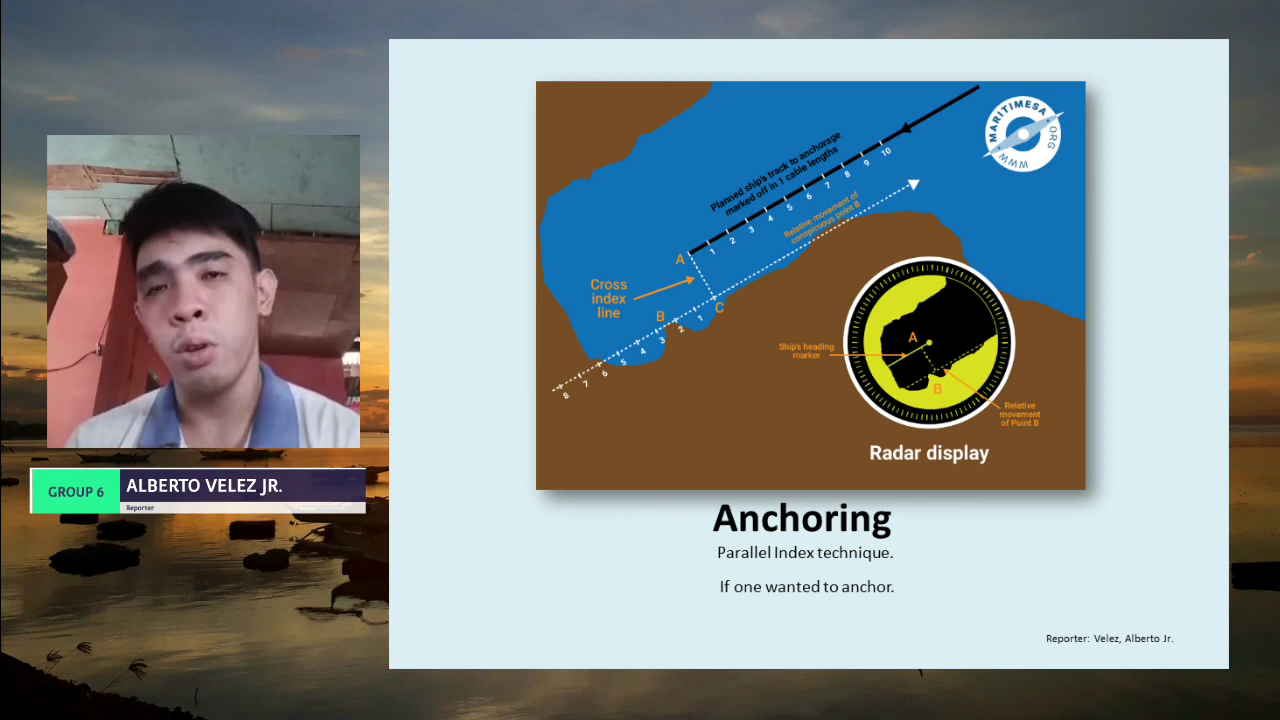 GROUP 6
ALBERTO VELEZ JR.
Reporter
Planned ship's track to anchorage
marked off in 1 cable lengths
WWW MARITIMESA .ORG
1 2 3 4 5 6 7 8 9 10
Relative movement of
conspicuous point B
A
Cross
index
line
B
C
1 2 3 4 5 6 7 8
Ship's heading
marker
A
B
Relative
movement
of Point B
Radar display
Anchoring
Parallel Index technique.
If one wanted to anchor.
Reporter: Velez, Alberto Jr.